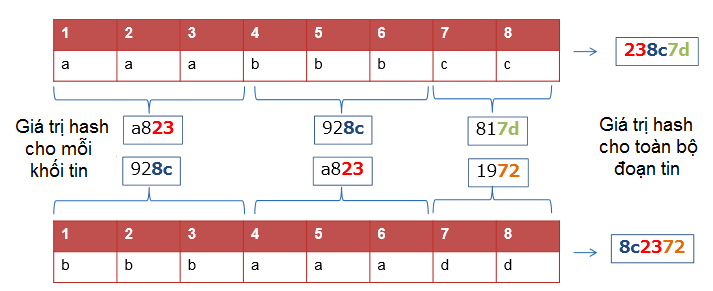 1 2 3 4 5 6 7 8
a a a b b b c c
238c7d
Giá trị hash
cho mỗi
khối tin
a823 928c 817d
928c a823 1972
Giá trị hash
cho toàn bộ
đoạn tin
1 2 3 4 5 6 7 8
b b b a a a d d
8c2372